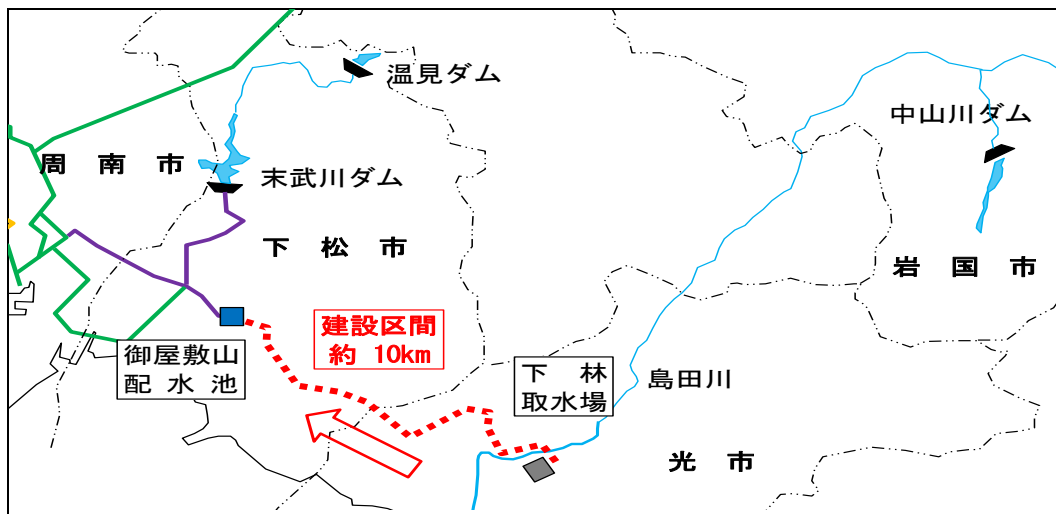 温見ダム
中山川ダム
周南市
末武川ダム
下松市
岩国市
建設区間
約 10km
御屋敷山
配水池
下林
取水場
島田川
光市